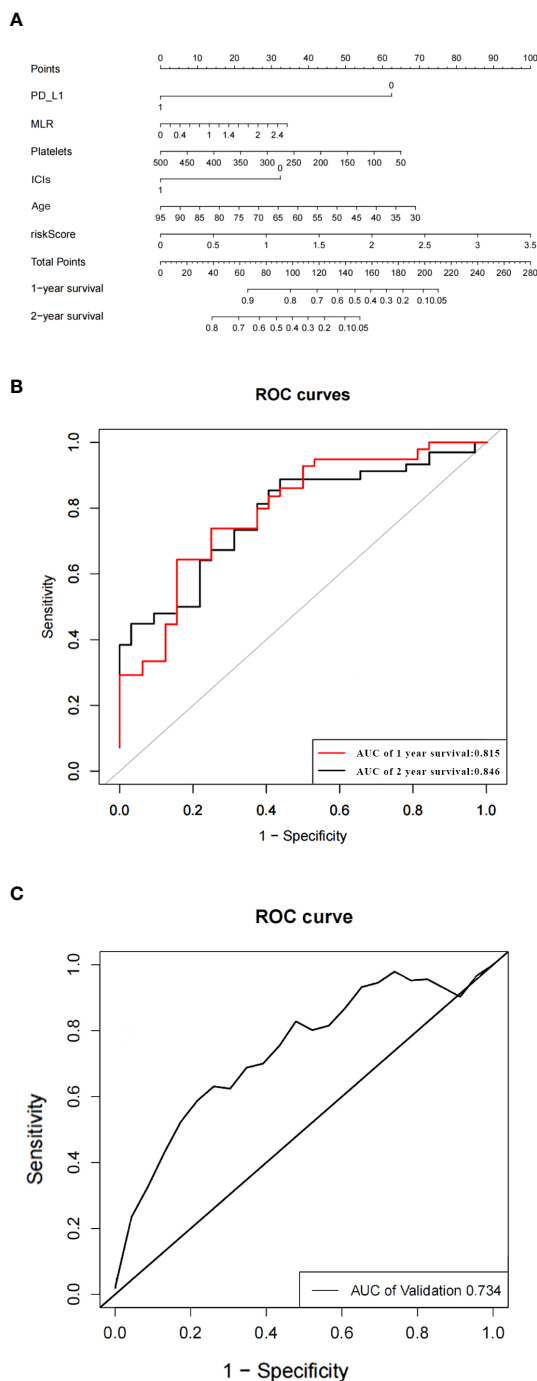 A
0 10 20 30 40 50 60 70 80 90 100
Points
0
PD_L1
1
MLR
0 0.4 1 1.4 2 2.4
Platelets
500 450 400 350 300 250 200 150 100 50
0
ICIs
1
Age
95 90 85 80 75 70 65 60 55 50 45 40 35 30
riskScore
0 0.5 1 1.5 2 2.5 3 3.5
Total Points
0 20 40 60 80 100 120 140 160 180 200 220 240 260 280
1−year survival
0.9 0.8 0.7 0.6 0.5 0.4 0.3 0.2 0.10.05
2−year survival
0.8 0.7 0.6 0.5 0.4 0.3 0.2 0.10.05
B
ROC curves
1.0
0.8
0.6
0.4
0.2
0.0
Sensitivity
AUC of 1 year survival:0.815
AUC of 2 year survival:0.846
0.0 0.2 0.4 0.6 0.8 1.0
1 − Specificity
C
ROC curve
1.0
0.8
0.6
0.4
0.2
0.0
Sensitivity
AUC of Validation 0.734
0.0 0.2 0.4 0.6 0.8 1.0
1 − Specificity